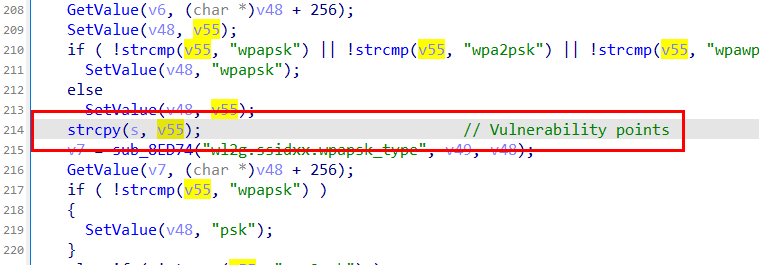 208 GetValue(v6, (char *)v48 + 256);
209 SetValue(v48, v55);
210 if ( !strcmp(v55, "wpapsk") || !strcmp(v55, "wpa2psk") || !strcmp(v55, "wpawp
211 SetValue(v48, "wpapsk");
212 else
213 SetValue(v48, v55);
214 strcpy(s, v55); // Vulnerability points
215 v7 = sub_8ED74("wl2g.ssidxx.wpapsk_type", v49, v48);
216 GetValue(v7, (char *)v48 + 256);
217 if ( !strcmp(v55, "wpapsk") )
218 {
219 SetValue(v48, "psk");
220 }